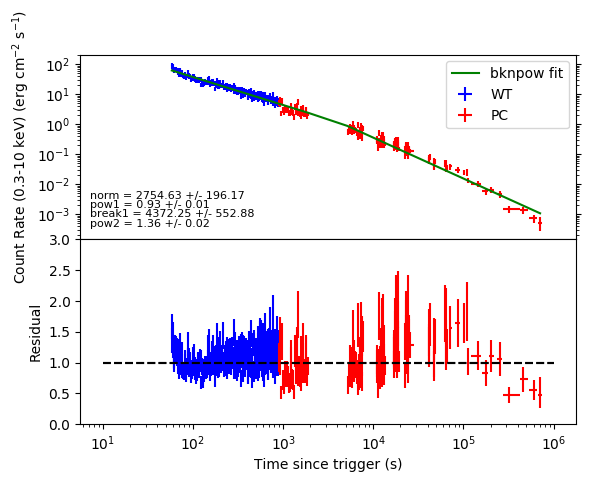 Count Rate (0.3-10 keV) (erg cm⁻² s⁻¹)
10²
10¹
10⁰
10⁻¹
10⁻²
10⁻³
bknpow fit
WT
PC
norm = 2754.63 +/- 196.17
pow1 = 0.93 +/- 0.01
break1 = 4372.25 +/- 552.88
pow2 = 1.36 +/- 0.02
Residual
3.0
2.5
2.0
1.5
1.0
0.5
0.0
10¹ 10² 10³ 10⁴ 10⁵ 10⁶
Time since trigger (s)